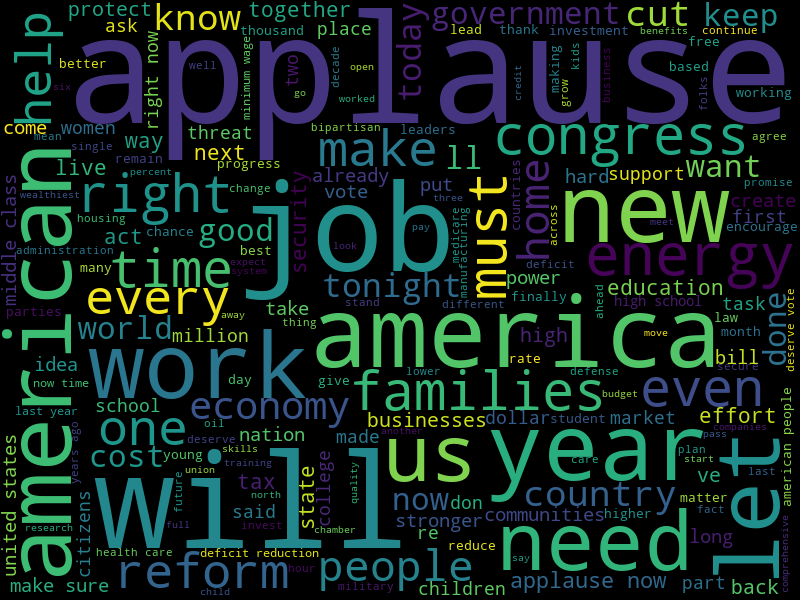 protect
together
government
cut
keep
know
applause
ask
thousand
place
lead
thank
investment
benefits
continue
free
help
better
right now
minimum wage
well
two
decade
open
today
making
kids
business
based
folks
working
six
go
worked
credit
grow
come
women
way
threat
bipartisan
leaders
congress
agree
mean
single
remain
next
progress
make
ll
want
american
live
percent
already
home
hard
support
promise
wealthiest
right
change
security
vote
put
must
countries
new
create
first
housing
act
chance
good
job
three
across
meet
encourage
middle class
administration
best
look
pay
medicare
manufacturing
energy
many
time
expect
system
tonight
different
power
deficit
education
task
parties
every
away
take
stand
finally
ahead
high school
law
world
million
thing
america
high
month
done
deserve vote
idea
work
rate
move
bill
secure
now time
day
give
lower
families
defense
even
budget
last year
school
economy
businesses
dollar
student
market
effort
companies
one
oil
deserve
nation
made
another
us
year
let
pass
american people
united states
years ago
cost
young
skills
union
training
college
state
quality
care
plan
start
ve
last
citizens
future
will
tax
north
said
now
don
country
matter
research
full
invest
chamber
stronger
communities
higher
fact
long
comprehensive
health care
deficit reduction
re
reduce
need
say
make sure
reform
hour
people
child
military
children
applause now
part
back